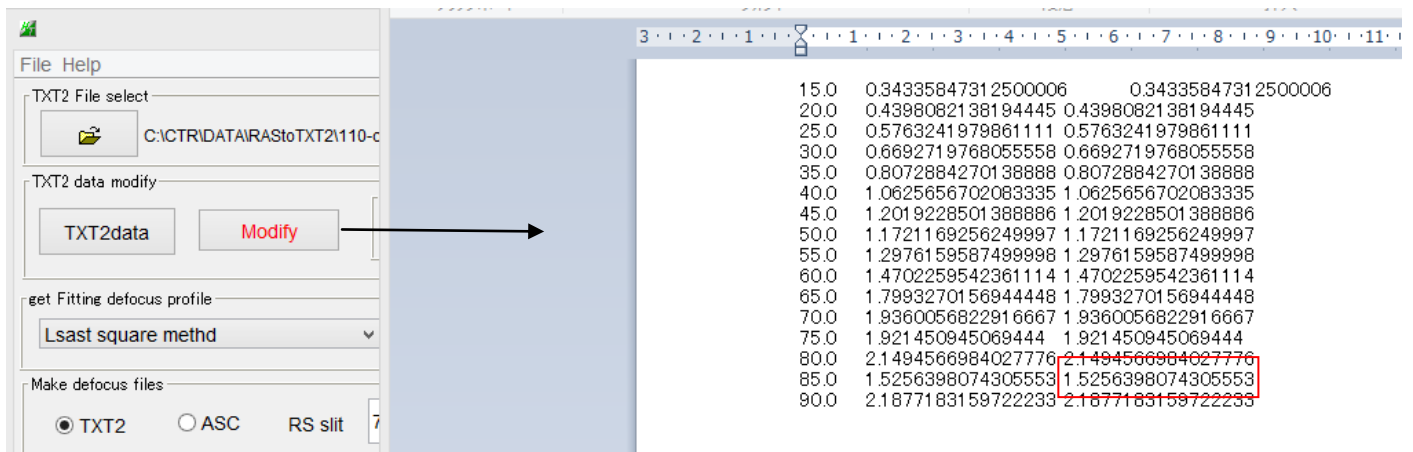 File Help
TXT2 File select
C:\CTR\DATA\RAStoTXT2\110-c
TXT2 data modify
TXT2data Modify
get Fitting defocus profile
Lsast square methd
Make defocus files
TXT2 ASC RS slit 7
3 2 1 1 2 3 4 5 6 7 8 9 10 11
15.0 0.34335847312500006 0.34335847312500006
20.0 0.4398082138194445 0.4398082138194445
25.0 0.5763241979861111 0.5763241979861111
30.0 0.6692719768055558 0.6692719768055558
35.0 0.8072884270138888 0.8072884270138888
40.0 1.0625656702083335 1.0625656702083335
45.0 1.2019228501388886 1.2019228501388886
50.0 1.1721169256249997 1.1721169256249997
55.0 1.2976159587499998 1.2976159587499998
60.0 1.4702259542361114 1.4702259542361114
65.0 1.7993270156944448 1.7993270156944448
70.0 1.9360056822916667 1.9360056822916667
75.0 1.921450945069444 1.921450945069444
80.0 2.1494566984027776 2.1494566984027776
85.0 1.5256398074305553 1.5256398074305553
90.0 2.1877183159722233 2.1877183159722233